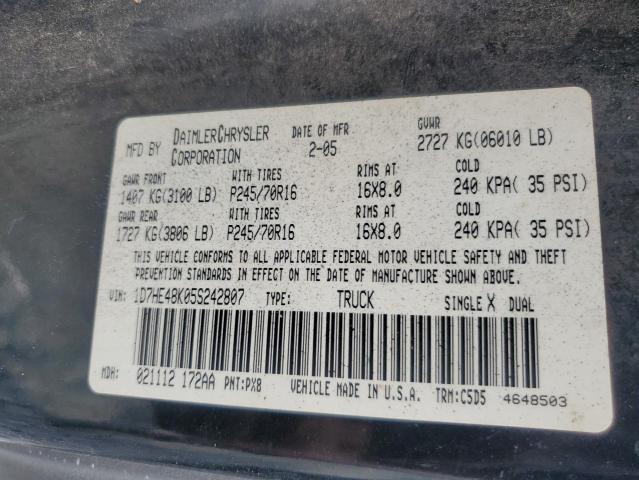 MFD BY DAIMLERCHRYSLER CORPORATION DATE OF MFR 2-05 GVWR 2727 KG(06010 LB)
GAWR FRONT WITH TIRES RIMS AT COLD
1407 KG(3100 LB) P245/70R16 16X8.0 240 KPA( 35 PSI)
GAWR REAR WITH TIRES RIMS AT COLD
1727 KG(3806 LB) P245/70R16 16X8.0 240 KPA( 35 PSI)
THIS VEHICLE CONFORMS TO ALL APPLICABLE FEDERAL MOTOR VEHICLE SAFETY AND THEFT
PREVENTION STANDARDS IN EFFECT ON THE DATE OF MANUFACTURE SHOWN ABOVE.
VIN: 1D7HE48K05S242807 TYPE: TRUCK SINGLE X DUAL
MDH: 021112 172AA PNT:PX8 VEHICLE MADE IN U.S.A. TRM:C5D5 4648503